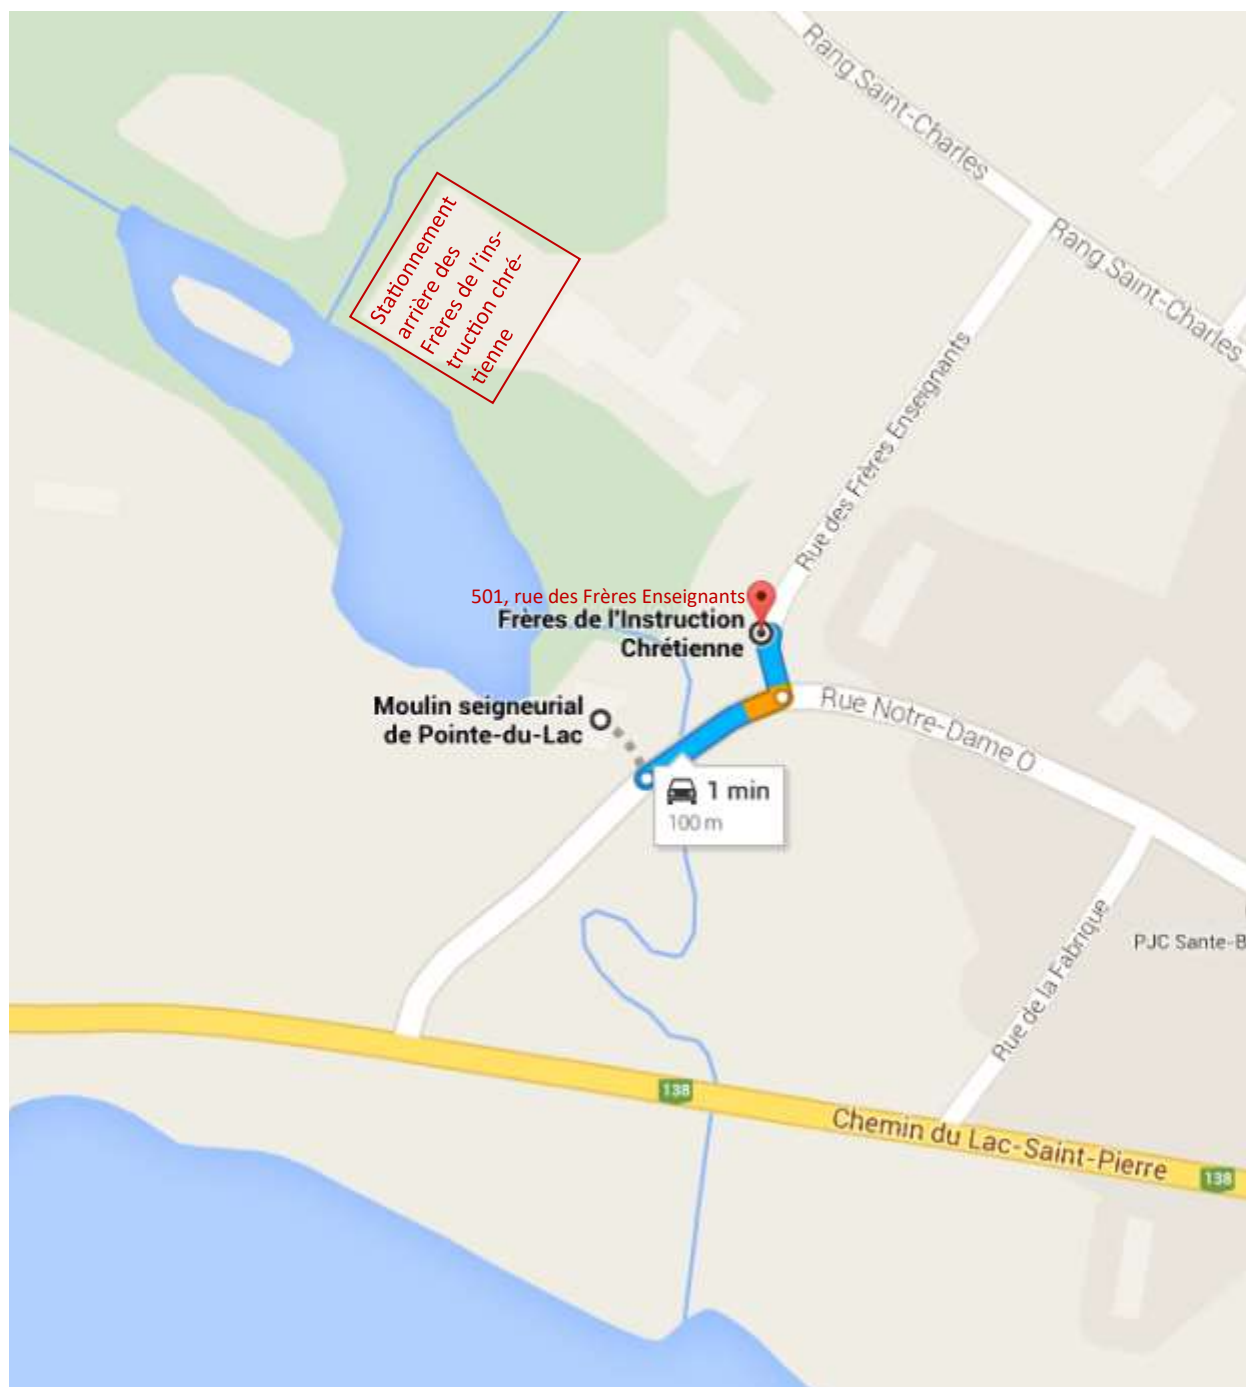 Rang Saint-Charles
Stationnement
arrière des
Frères de l'ins-
truction chré-
tienne
Rang Saint-Charles
Rue des Frères Enseignants
501, rue des Frères Enseignants
Frères de l'Instruction
Chrétienne
Moulin seigneurial
de Pointe-du-Lac
Rue Notre-Dame O
1 min
100 m
Rue de la Fabrique
PJC Sante-B
138
Chemin du Lac-Saint-Pierre
138